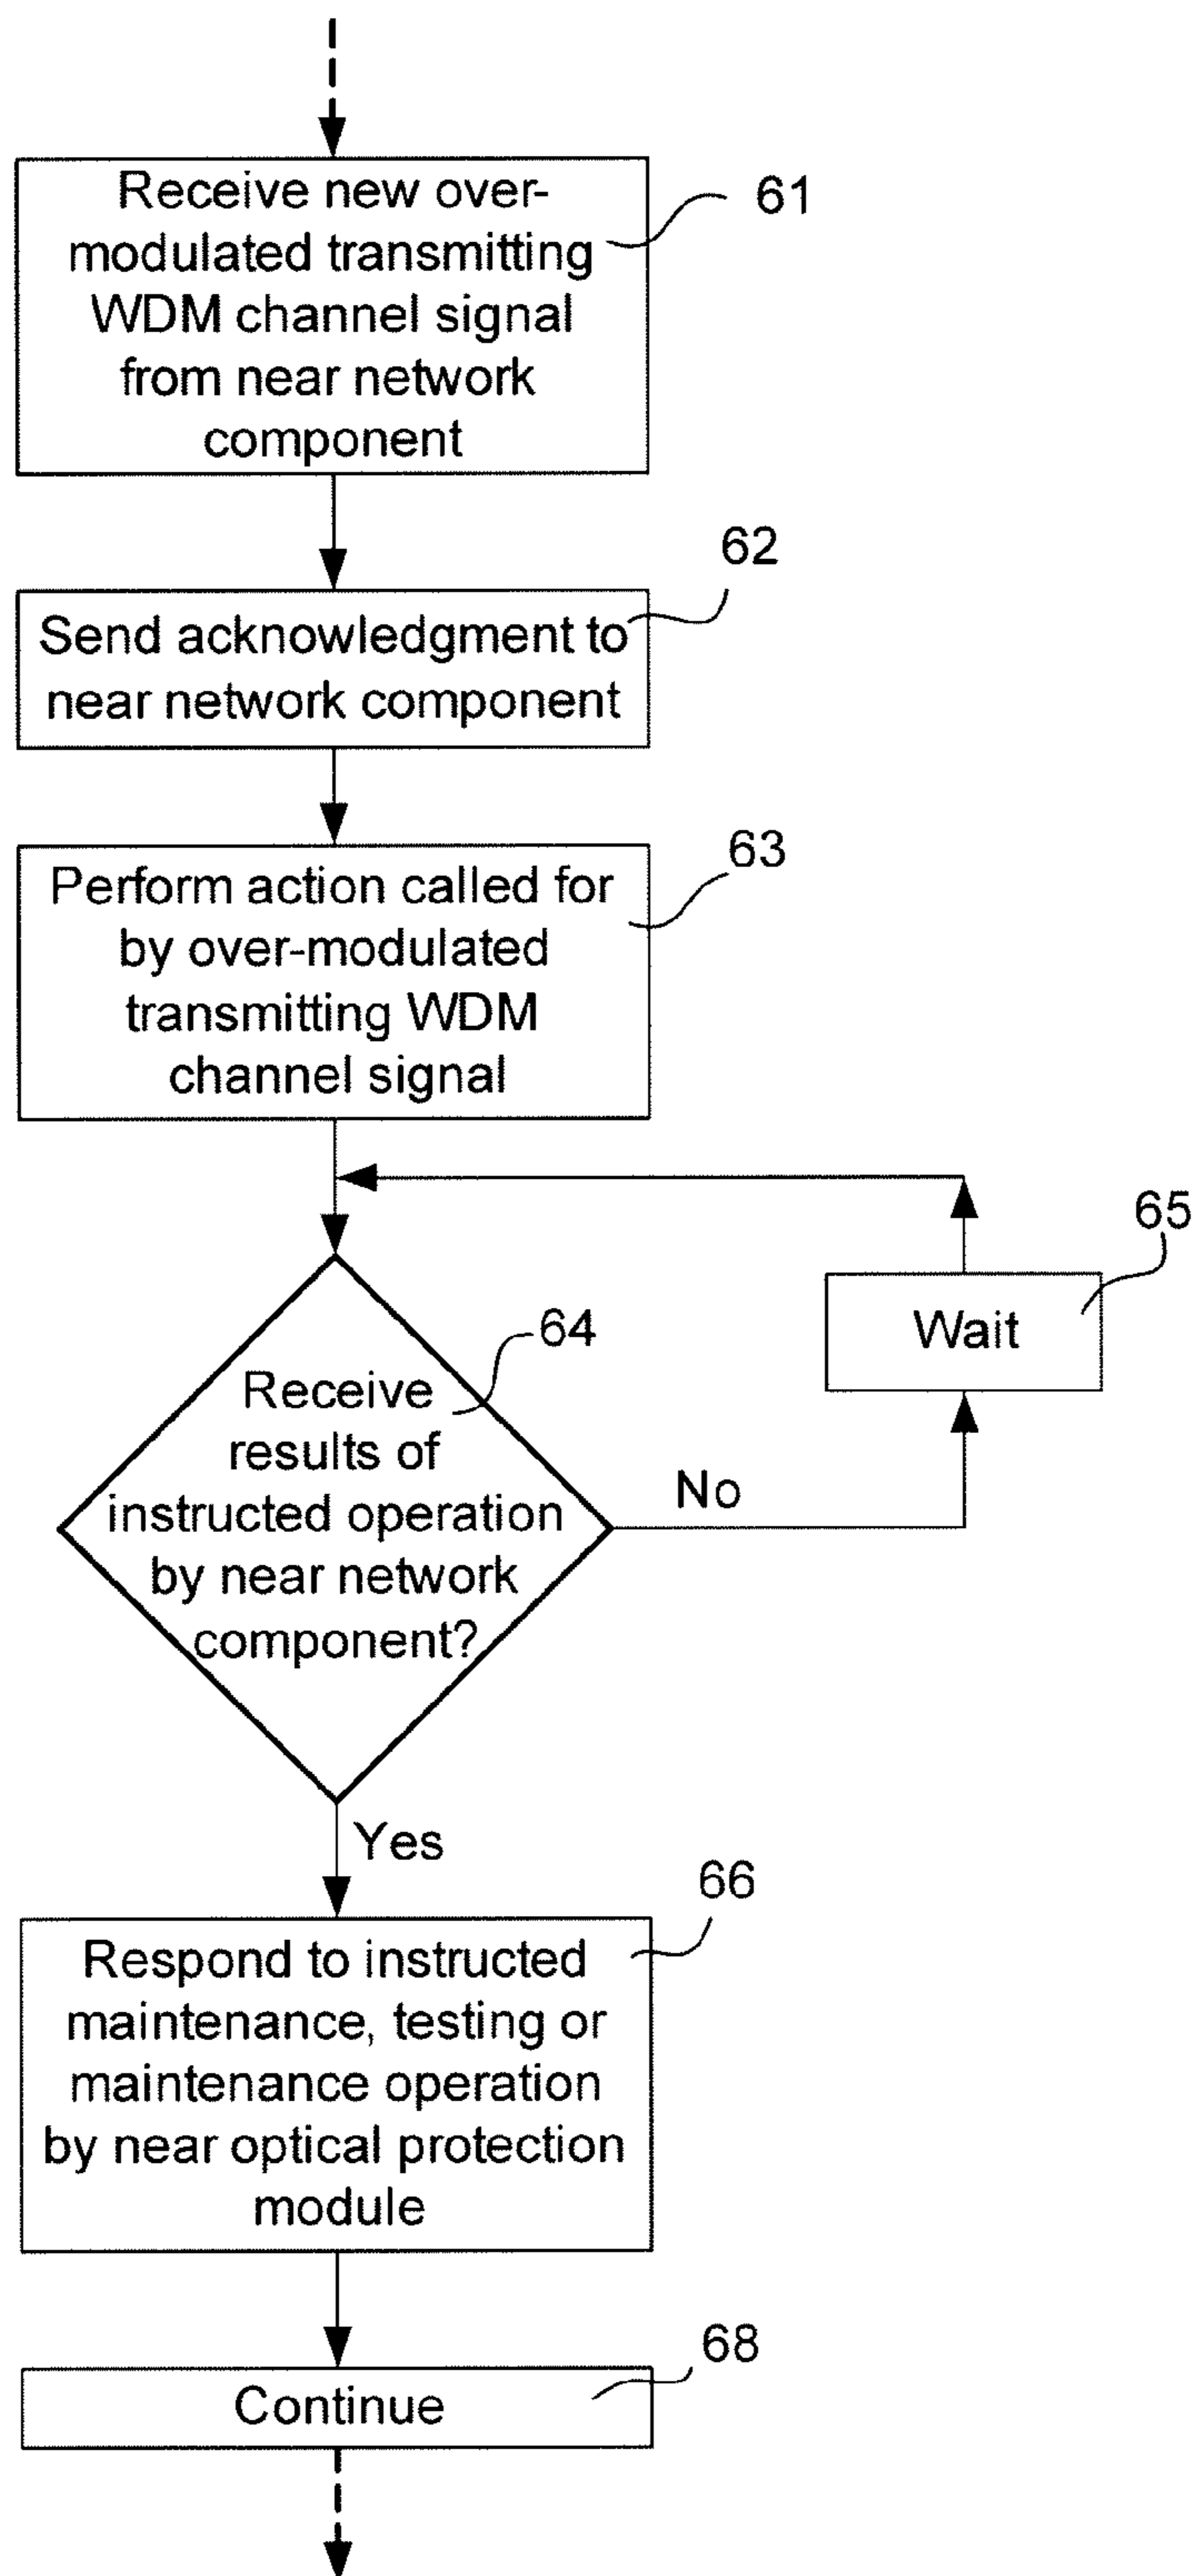 Receive new over-
modulated transmitting
WDM channel signal
from near network
component
61
62
Send acknowledgment to
near network component
63
Perform action called for
by over-modulated
transmitting WDM
channel signal
65
Wait
64
Receive
results of
instructed operation
by near network
component?
No
Yes
66
Respond to instructed
maintenance, testing or
maintenance operation
by near optical protection
module
68
Continue